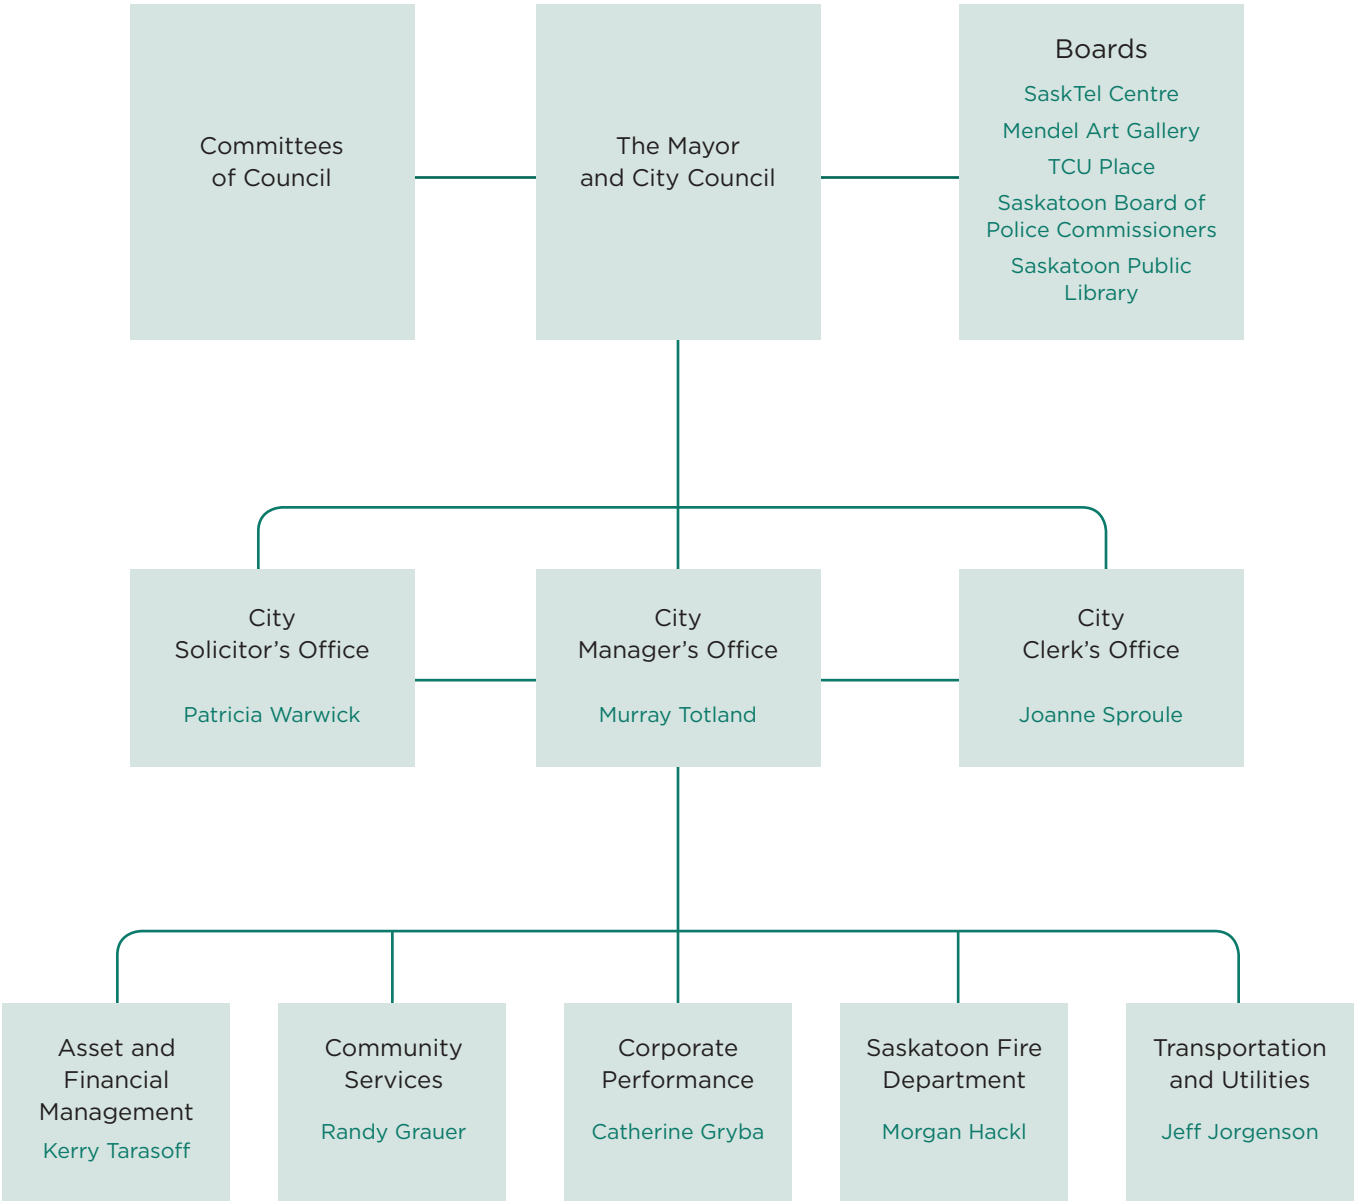 Committees
of Council
The Mayor
and City Council
Boards
SaskTel Centre
Mendel Art Gallery
TCU Place
Saskatoon Board of
Police Commissioners
Saskatoon Public
Library
City
Solicitor’s Office
Patricia Warwick
City
Manager’s Office
Murray Totland
City
Clerk’s Office
Joanne Sproule
Asset and
Financial
Management
Kerry Tarasoff
Community
Services
Randy Grauer
Corporate
Performance
Catherine Gryba
Saskatoon Fire
Department
Morgan Hackl
Transportation
and Utilities
Jeff Jorgenson